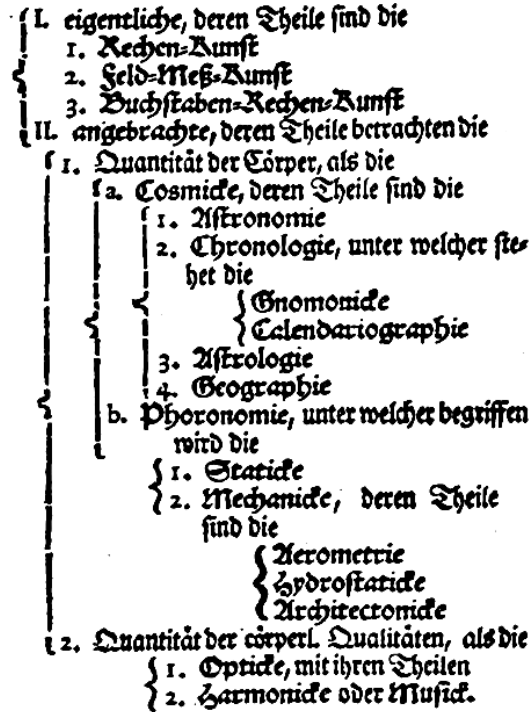 I. eigentliche, deren Theile sind die
1. Rechen-Kunst
2. Feld-Meß-Kunst
3. Buchstaben-Rechen-Kunst
II. angebrachte, deren Theile betrachten die
1. Quantität der Cörper, als die
a. Cosmicke, deren Theile sind die
1. Astronomie
2. Chronologie, unter welcher ste-
het die
Gnomonicke
Calendariographie
3. Astrologie
4. Geographie
b. Phoronomie, unter welcher begriffen
wird die
1. Staticke
2. Mechanicke, deren Theile
sind die
Aerometrie
Hydrostaticke
Architectonicke
2. Quantität der cörperl. Qualitäten, als die
1. Opticke, mit ihren Theilen
2. Harmonicke oder Musick.